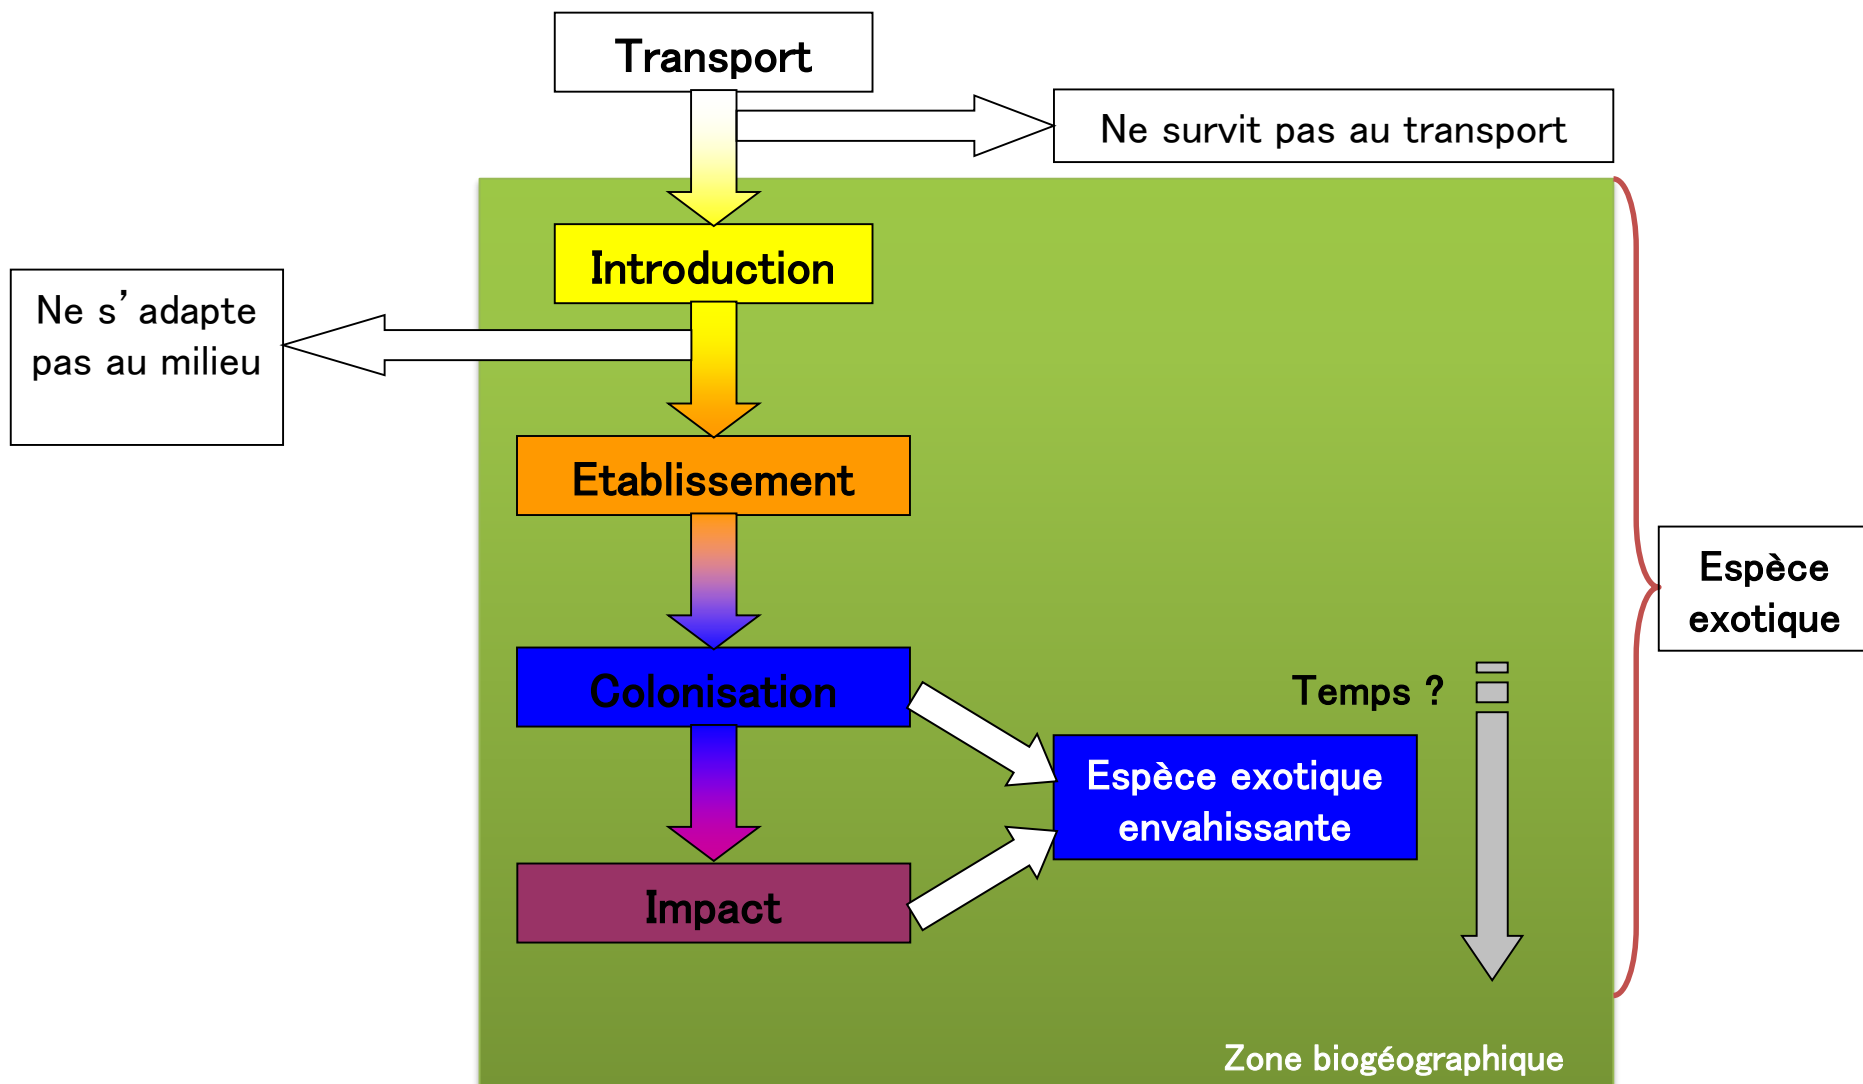 Transport
Ne survit pas au transport
Introduction
Ne s’adapte
pas au milieu
Etablissement
Espèce
exotique
Colonisation
Temps ?
Espèce exotique
envahissante
Impact
Zone biogéographique